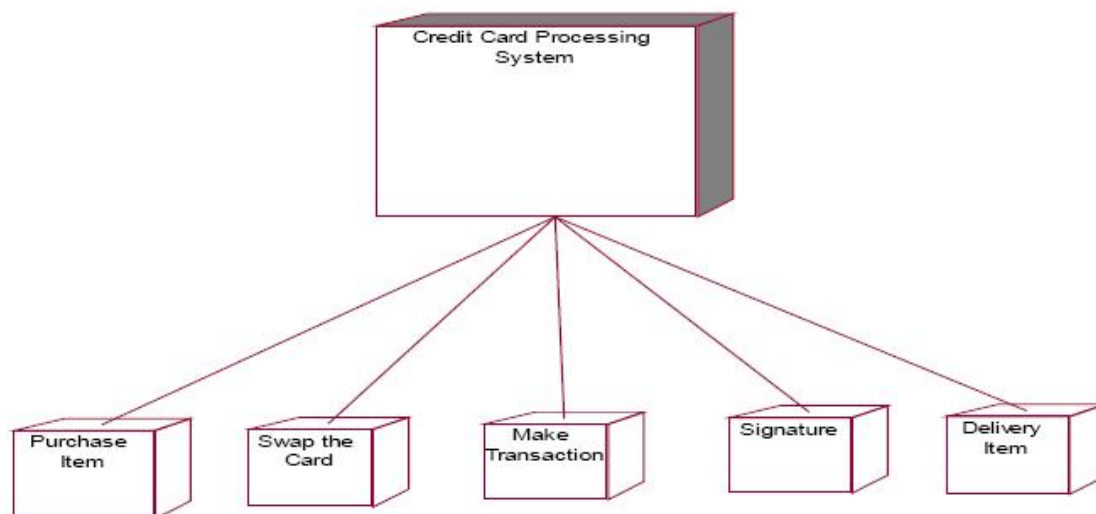 Credit Card Processing
System
Purchase
Item
Swap the
Card
Make
Transaction
Signature
Delivery
Item